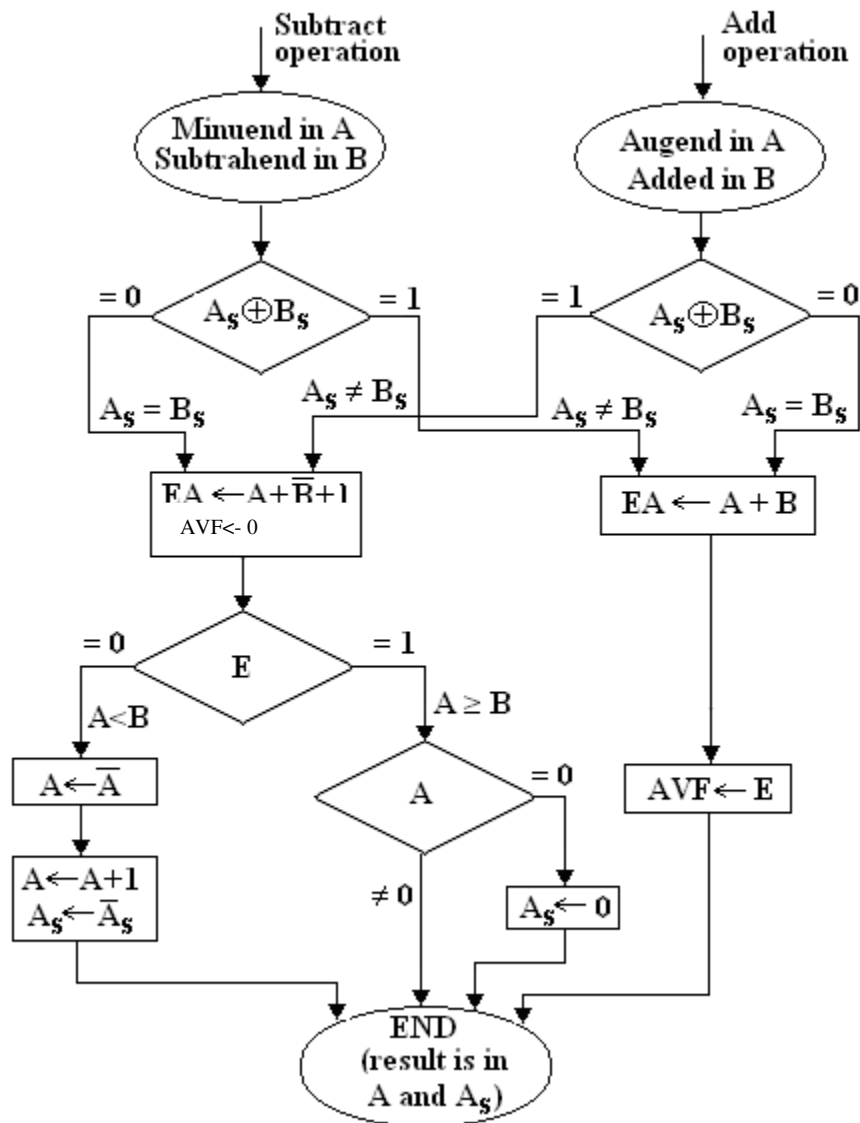 Subtract
operation
Add
operation
Minuend in A
Subtrahend in B
Augend in A
Added in B
= 0
A𝐬⊕B𝐬
= 1
= 1
A𝐬⊕B𝐬
= 0
A𝐬 = B𝐬
A𝐬 ≠ B𝐬
A𝐬 ≠ B𝐬
A𝐬 = B𝐬
EA ← A+B̅+1
AVF<- 0
EA ← A + B
= 0
E
= 1
A<B
A ≥ B
A←A̅
A
= 0
AVF← E
A←A+1
A𝐬←A̅𝐬
≠ 0
A𝐬← 0
END
(result is in
A and A𝐬)